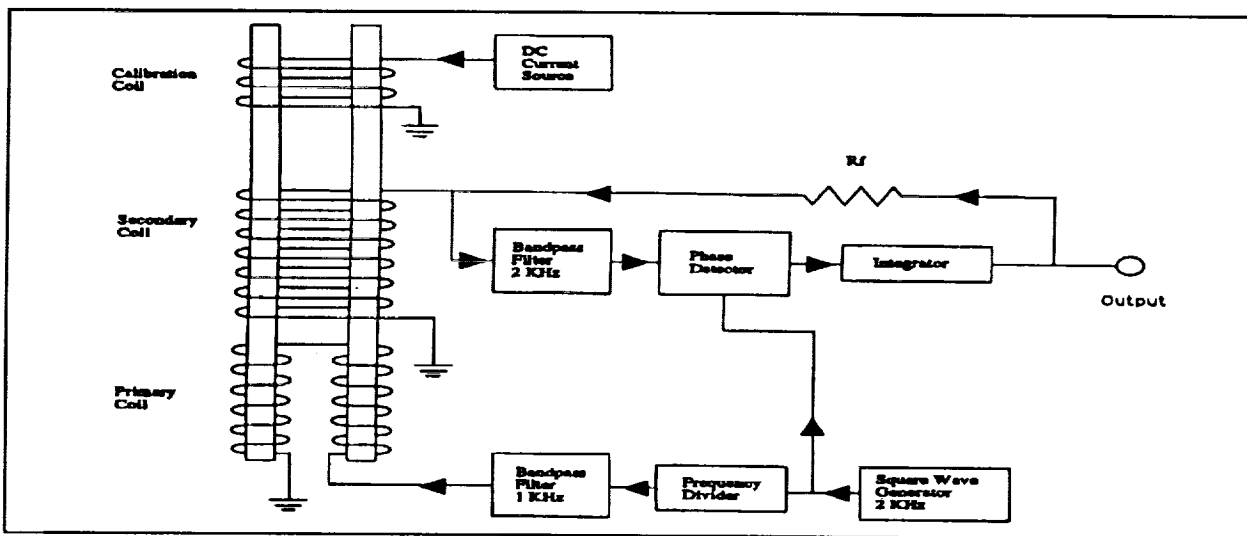 DC
Current
Source
Calibration
Coil
Rf
Secondary
Coil
Bandpass
Filter
2 KHz
Phase
Detector
Integrator
Output
Primary
Coil
Bandpass
Filter
1 KHz
Frequency
Divider
Square Wave
Generator
2 KHz